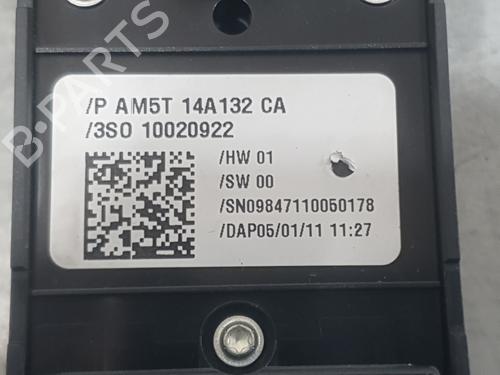 /P AM5T 14A132 CA
/3SO 10020922
/HW 01
/SW 00
/SN09847110050178
/DAP05/01/11 11:27
B-PARTS